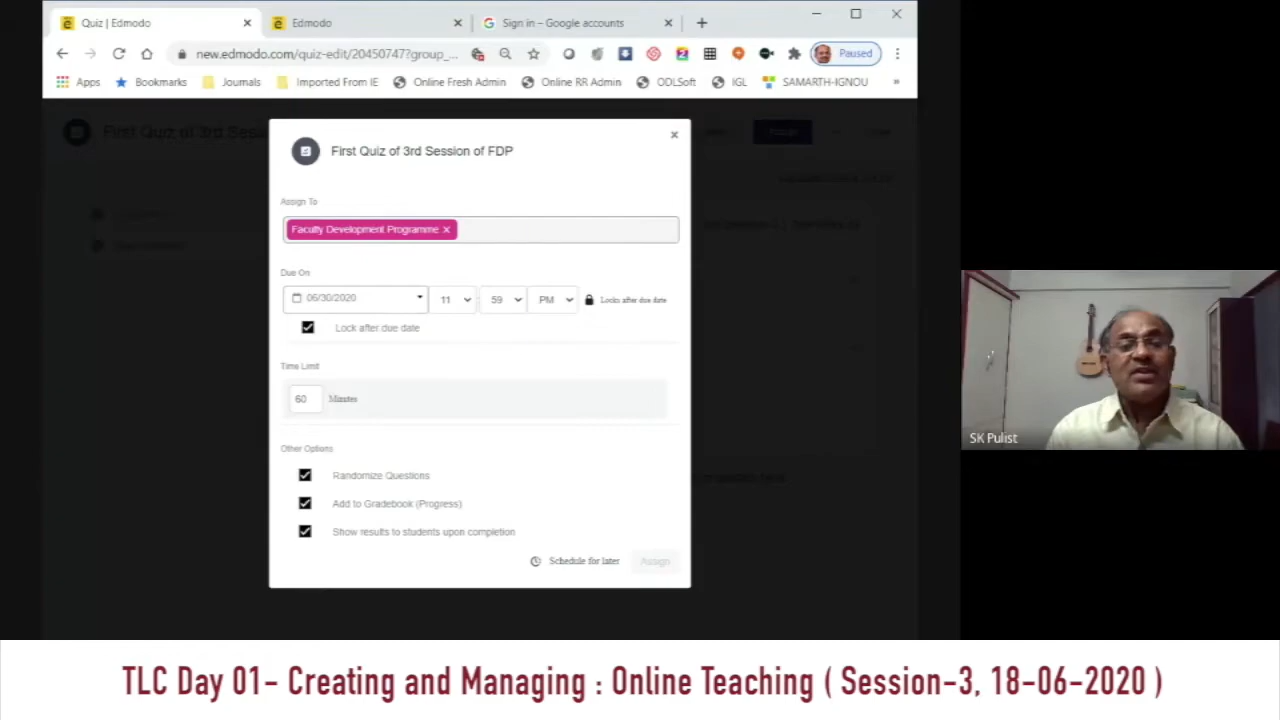 Quiz | Edmodo
Edmodo
Sign in – Google accounts
new.edmodo.com/quiz-edit/20450747?group_...
Paused
Apps
Bookmarks
Journals
Imported From IE
Online Fresh Admin
Online RR Admin
ODLSoft
IGL
SAMARTH-IGNOU
»
First Quiz of 3rd Sess
First Quiz of 3rd Session of FDP
Assign To
Faculty Development Programme ×
Due On
06/30/2020 11 : 59 PM Locks after due date
Lock after due date
Time Limit
60 Minutes
Other Options
Randomize Questions
Add to Gradebook (Progress)
Show results to students upon completion
Schedule for later Assign
SK Pulist
TLC Day 01- Creating and Managing : Online Teaching ( Session-3, 18-06-2020 )